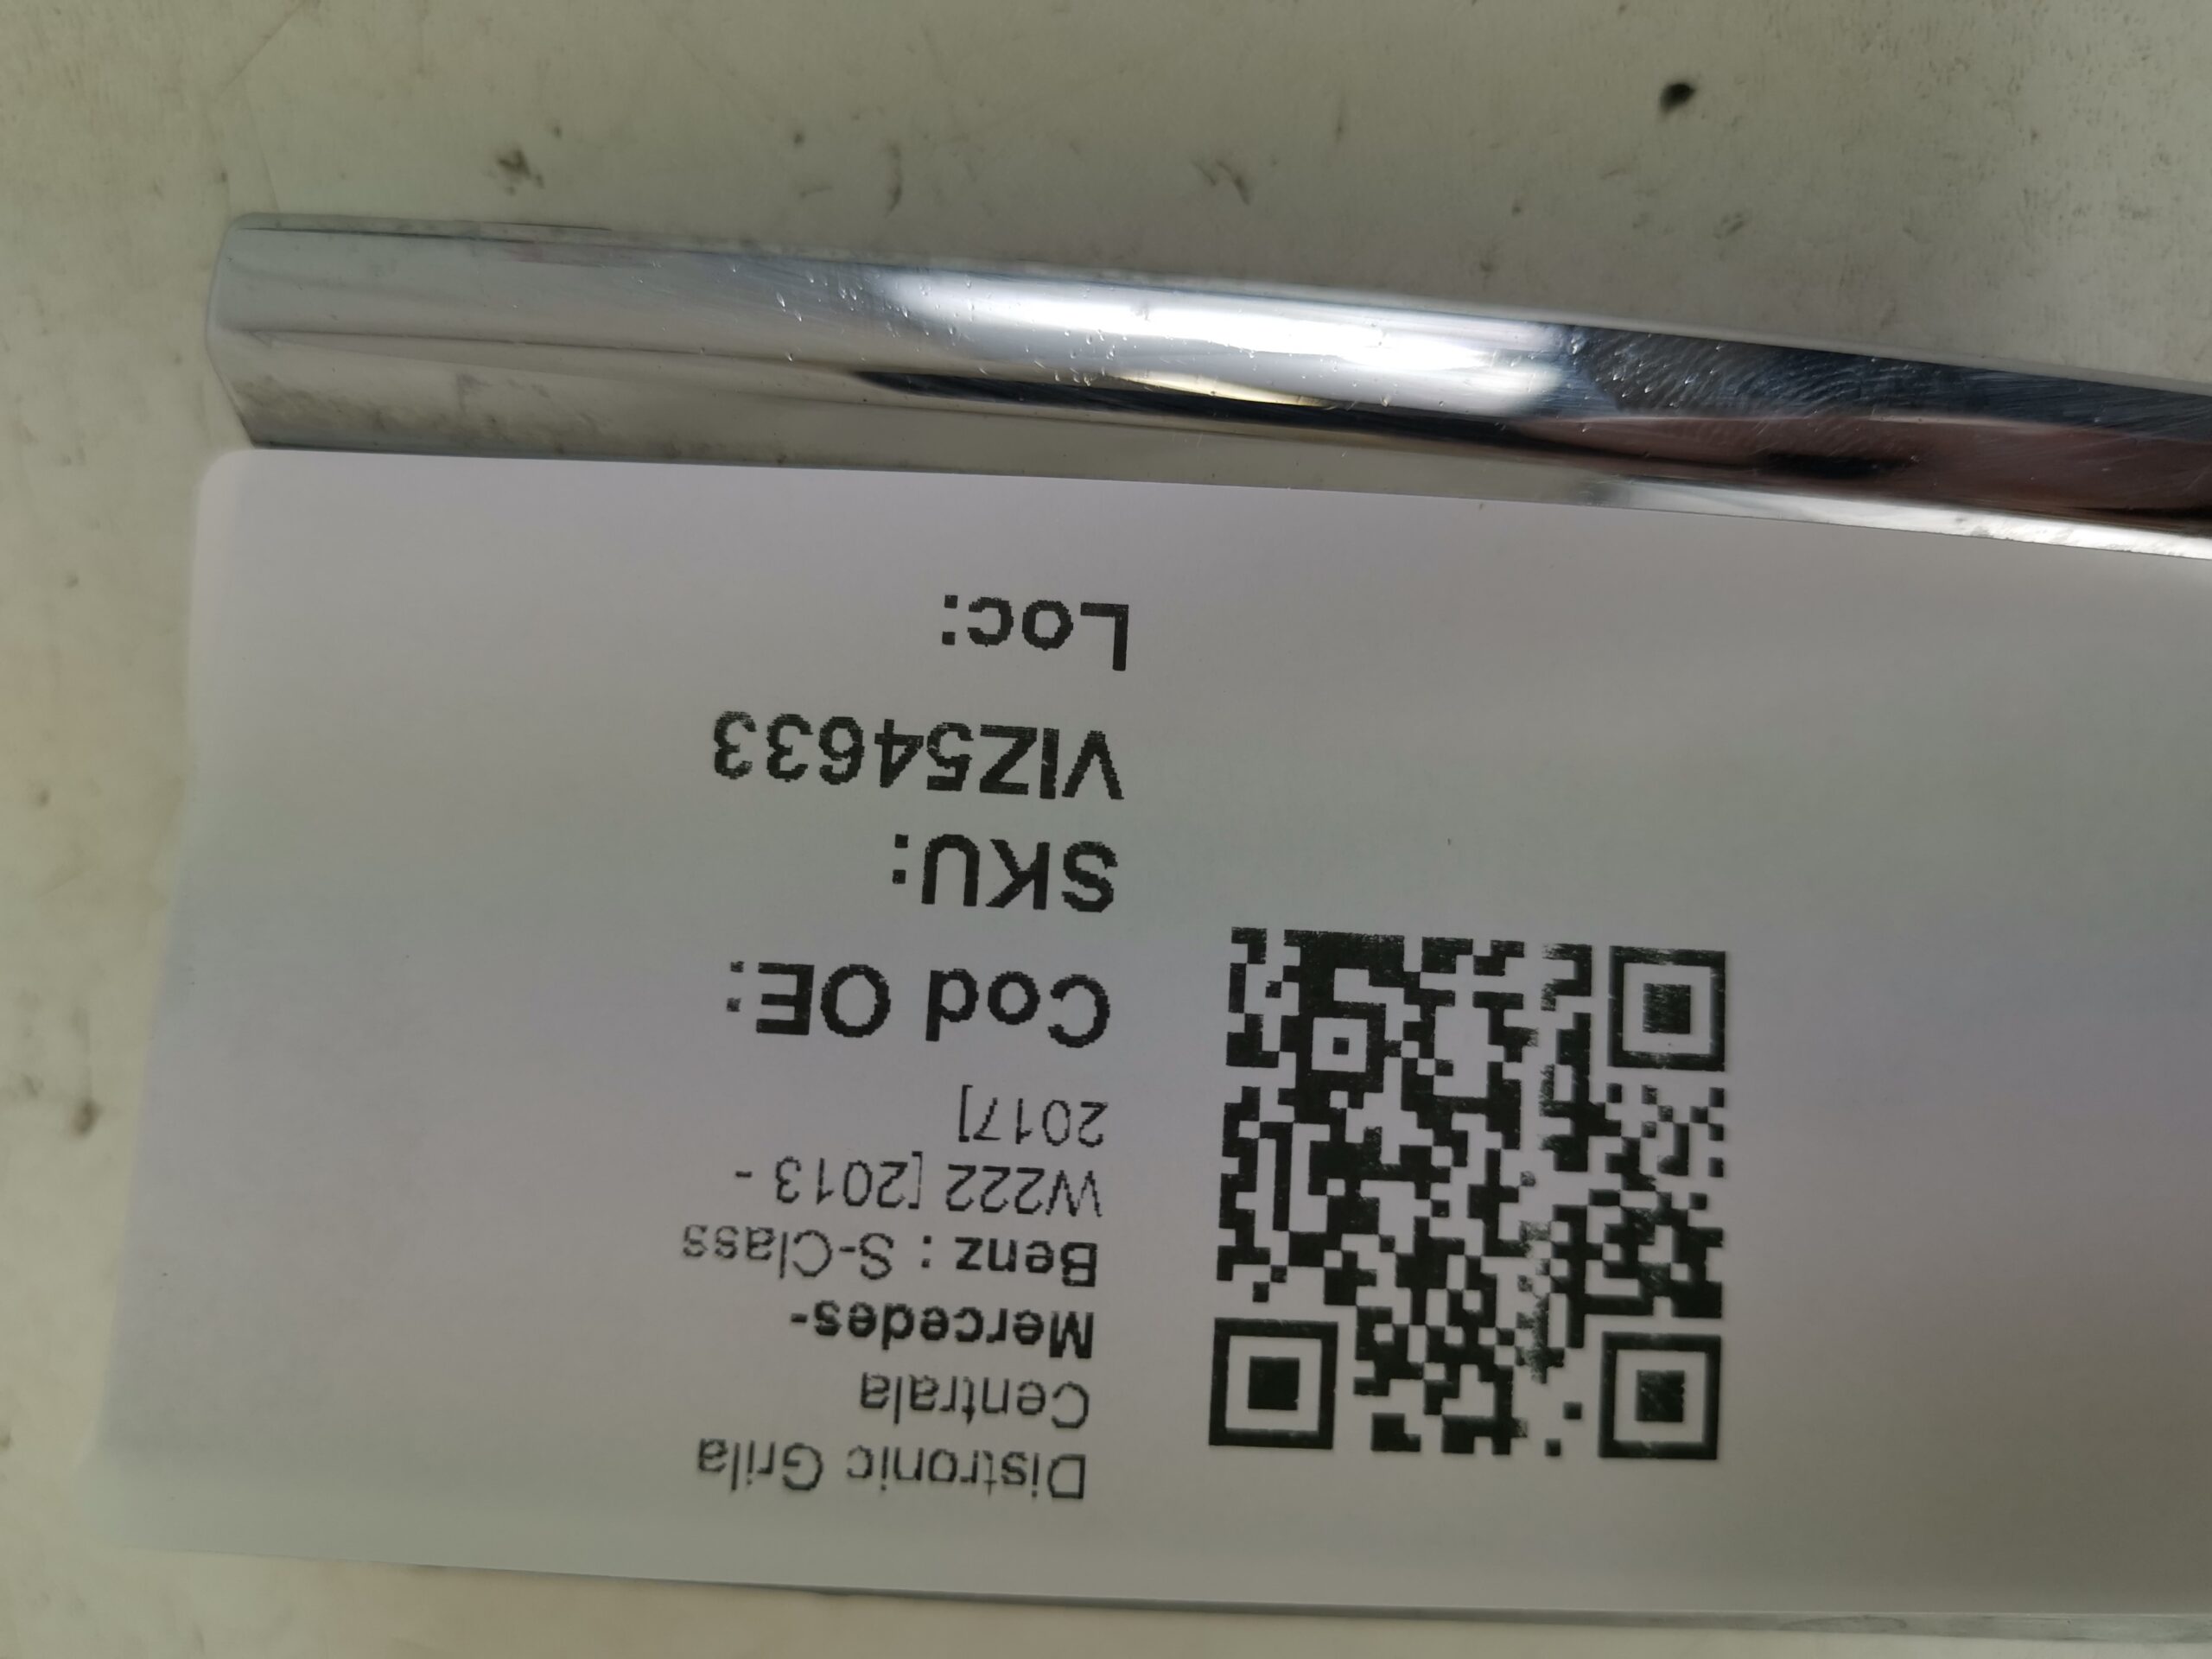 Distronic Grila
Centrala
Mercedes-
Benz : S-Class
W222 [2013 -
2017]
Cod OE:
SKU:
VIZ54633
Loc: